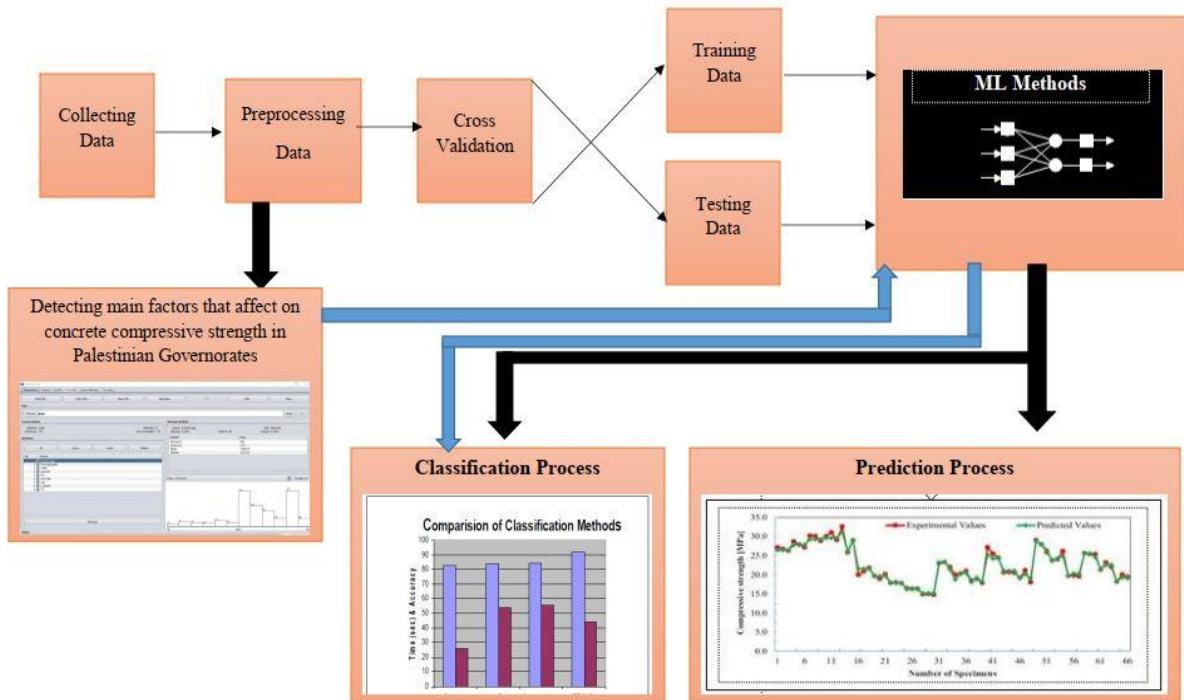 Collecting
Data
Preprocessing
Data
Cross
Validation
Training
Data
Testing
Data
ML Methods
Detecting main factors that affect on
concrete compressive strength in
Palestinian Governorates
Classification Process
Comparision of Classification Methods
Time (sec) & Accuracy
100
90
80
70
60
50
40
30
20
10
0
Prediction Process
Experimental Values
Predicted Values
Compressive strength [MPa]
35.0
30.0
25.0
20.0
15.0
10.0
5.0
0.0
1 6 11 16 21 26 31 36 41 46 51 56 61 66
Number of Specimens